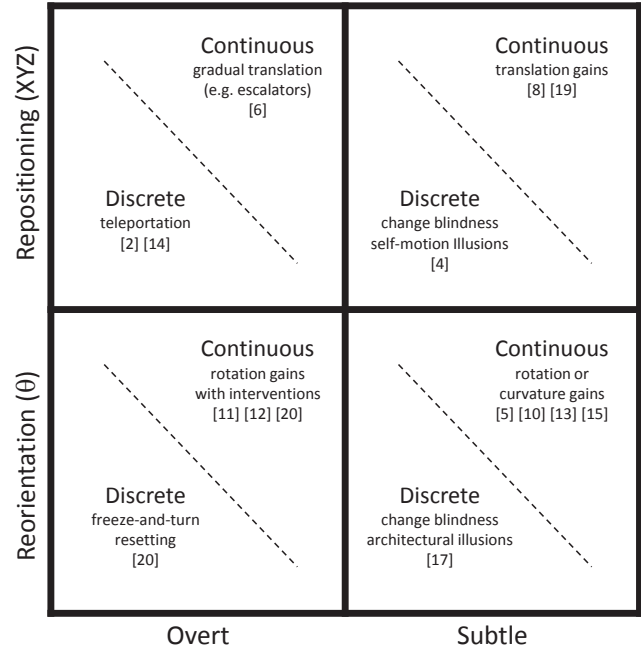 Repositioning (XYZ)
Continuous
gradual translation
(e.g. escalators)
[6]
Discrete
teleportation
[2] [14]
Continuous
translation gains
[8] [19]
Discrete
change blindness
self-motion Illusions
[4]
Reorientation (θ)
Continuous
rotation gains
with interventions
[11] [12] [20]
Discrete
freeze-and-turn
resetting
[20]
Continuous
rotation or
curvature gains
[5] [10] [13] [15]
Discrete
change blindness
architectural illusions
[17]
Overt
Subtle